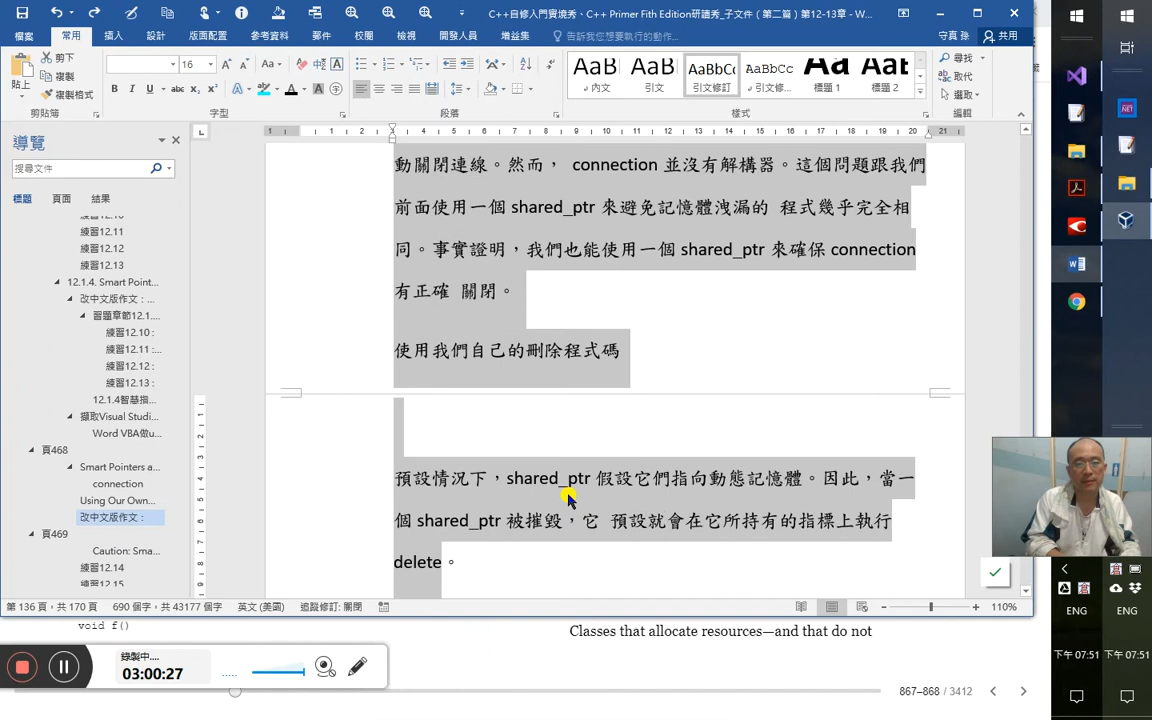 C++自修入門實境秀、C++ Primer Fifth Edition研讀秀_子文件（第二篇）第12-13章 - W...
檔案 常用 插入 設計 版面配置 參考資料 郵件 校閱 檢視 開發人員 增益集 告訴我您想要執行的動作... 守真 孫 共用
剪下
複製
複製格式
貼上
剪貼簿
16
字型
段落
AaB AaB AaBbCc AaBbCc Aa Aat
內文 引文 引文修訂 引文修... 標題 1 標題 2
樣式
尋找
取代
選取
編輯
導覽
搜尋文件
標題 頁面 結果
練習12.10
練習12.11
練習12.12
練習12.13
12.1.4. Smart Point...
改中文版作文：...
習題章節12.1...
練習12.10 :
練習12.11 :...
練習12.12 :
練習12.13 :
12.1.4智慧指...
擷取Visual Studi...
Word VBA做u...
頁468
Smart Pointers a...
connection
Using Our Own...
改中文版作文：
頁469
Caution: Sma...
練習12.14
練習12.15
動關閉連線。然而， connection 並沒有解構器。這個問題跟我們
前面使用一個 shared_ptr 來避免記憶體洩漏的 程式幾乎完全相
同。事實證明，我們也能使用一個 shared_ptr 來確保 connection
有正確 關閉。
使用我們自己的刪除程式碼
預設情況下，shared_ptr 假設它們指向動態記憶體。因此，當一
個 shared_ptr 被摧毀，它 預設就會在它所持有的指標上執行
delete。
第 136 頁，共 170 頁 690 個字，共 43177 個字 英文 (美國) 追蹤修訂: 關閉 110%
void f()
Classes that allocate resources—and that do not
錄製中....
03:00:27
867–868 / 3412
ENG ENG
下午 07:51 下午 07:51